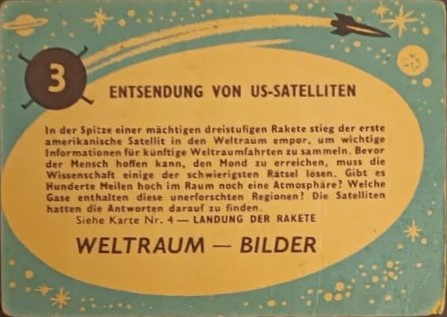 3
ENTSENDUNG VON US-SATELLITEN
In der Spitze einer mächtigen dreistufigen Rakete stieg der erste
amerikanische Satellit in den Weltraum empor, um wichtige
Informationen für künftige Weltraumfahrten zu sammeln. Bevor
der Mensch hoffen kann, den Mond zu erreichen, muss die
Wissenschaft einige der schwierigsten Rätsel lösen. Gibt es
Hunderte Meilen hoch im Raum noch eine Atmosphäre? Welche
Gase enthalten diese unerforschten Regionen? Die Satelliten
hatten die Antworten darauf zu finden.
Siehe Karte Nr. 4 — LANDUNG DER RAKETE
WELTRAUM — BILDER